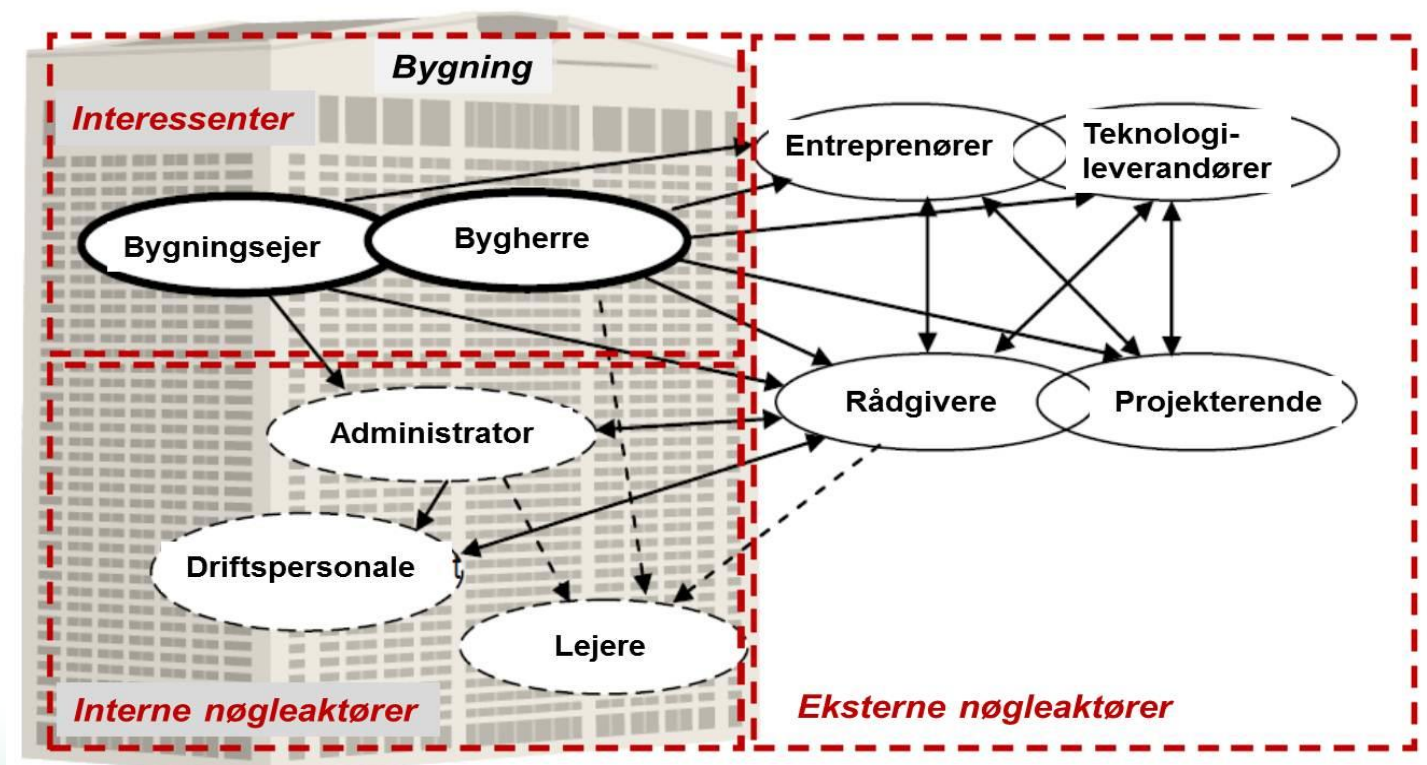 Bygning
Interessenter
Entreprenører
Teknologi-
leverandører
Bygningsejer
Bygherre
Administrator
Rådgivere
Projekterende
Driftspersonale t
Lejere
Interne nøgleaktører
Eksterne nøgleaktører